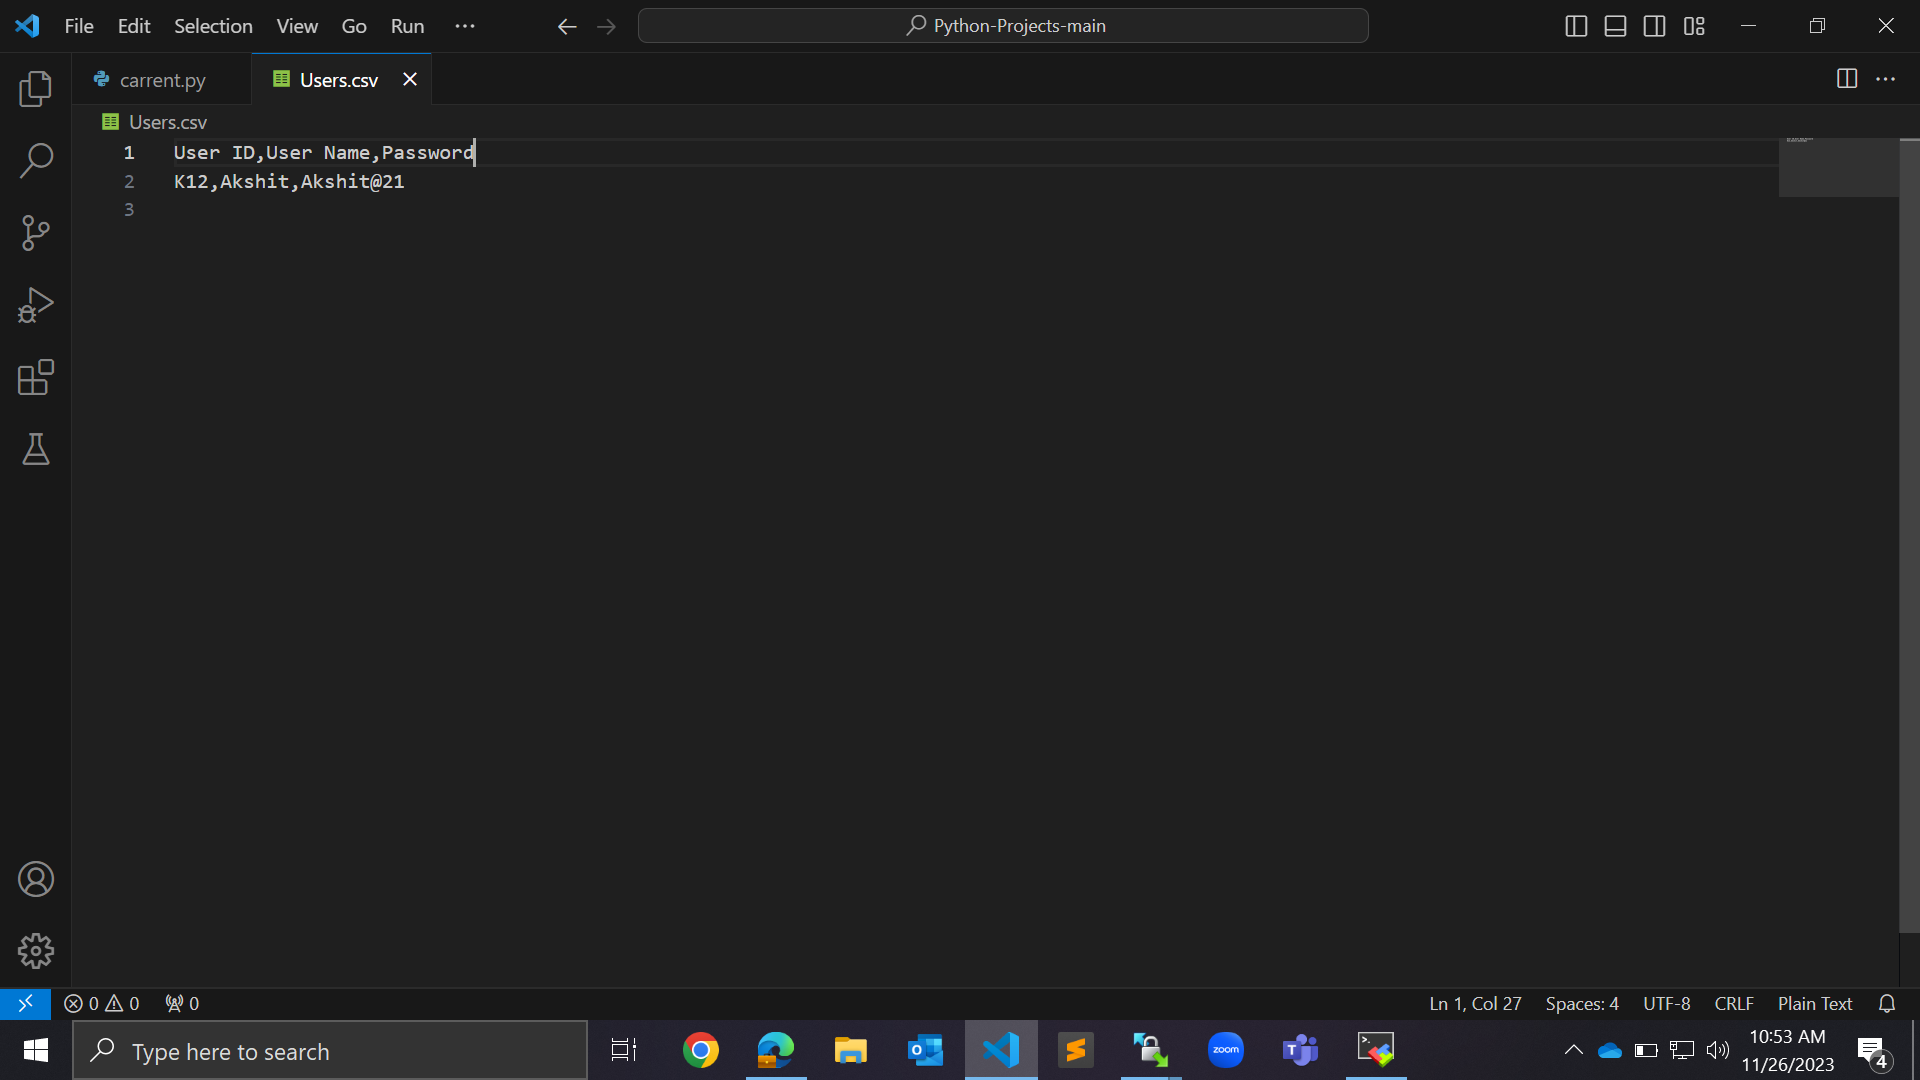 File Edit Selection View Go Run ··· Python-Projects-main
carrent.py Users.csv
Users.csv
1 User ID,User Name,Password
2 K12,Akshit,Akshit@21
3
0 0 0 Ln 1, Col 27 Spaces: 4 UTF-8 CRLF Plain Text
Type here to search
zoom
10:53 AM
11/26/2023
4